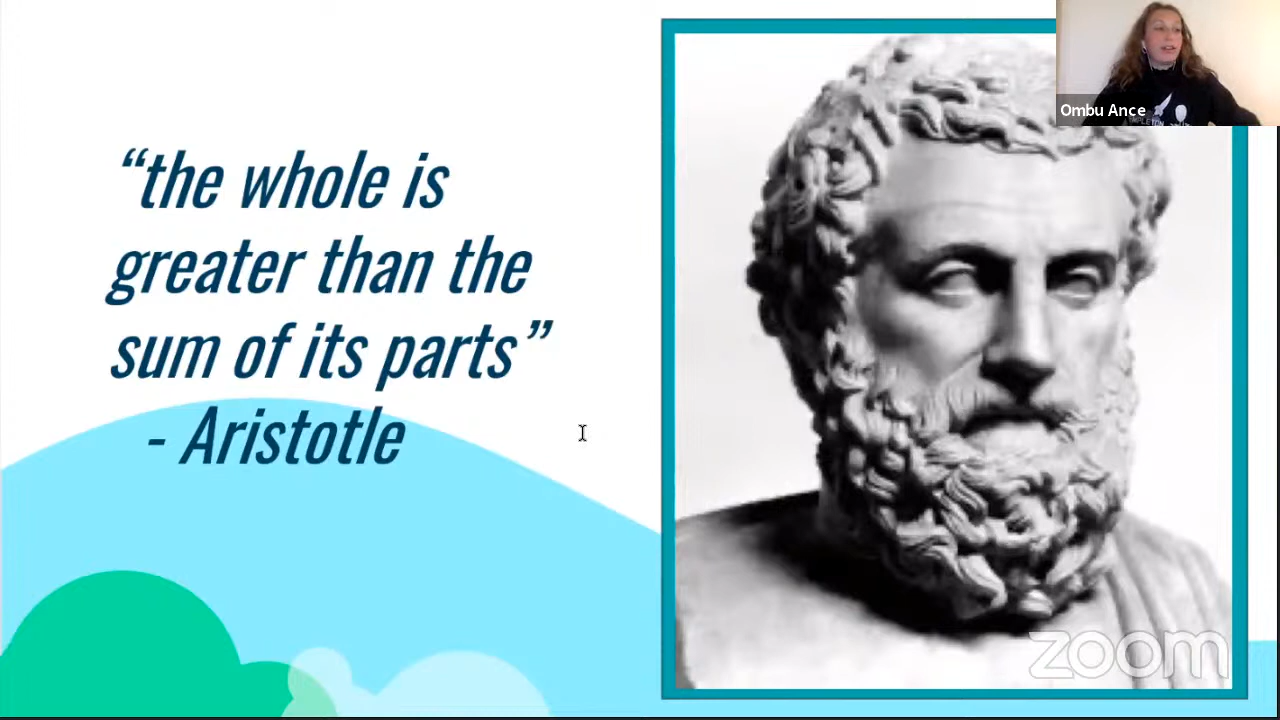 “the whole is
greater than the
sum of its parts”
- Aristotle
Ombu Ance
zoom